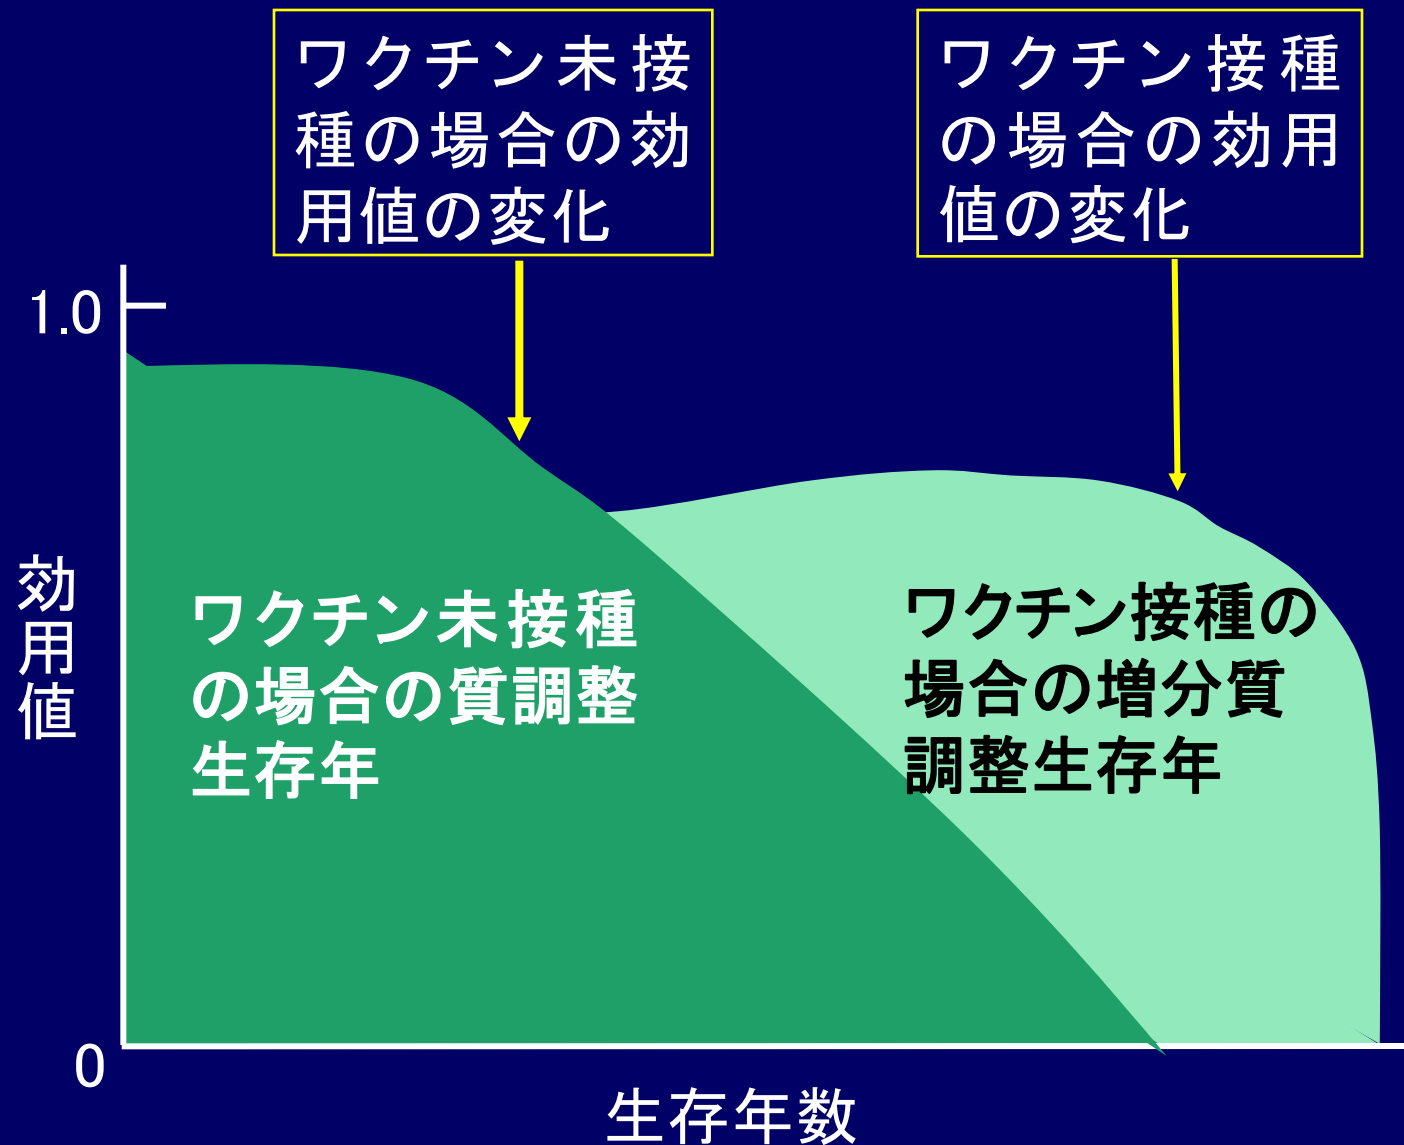 ワクチン未接
種の場合の効
用値の変化
ワクチン接種
の場合の効用
値の変化
1.0
効用値
ワクチン未接種
の場合の質調整
生存年
ワクチン接種の
場合の増分質
調整生存年
0
生存年数